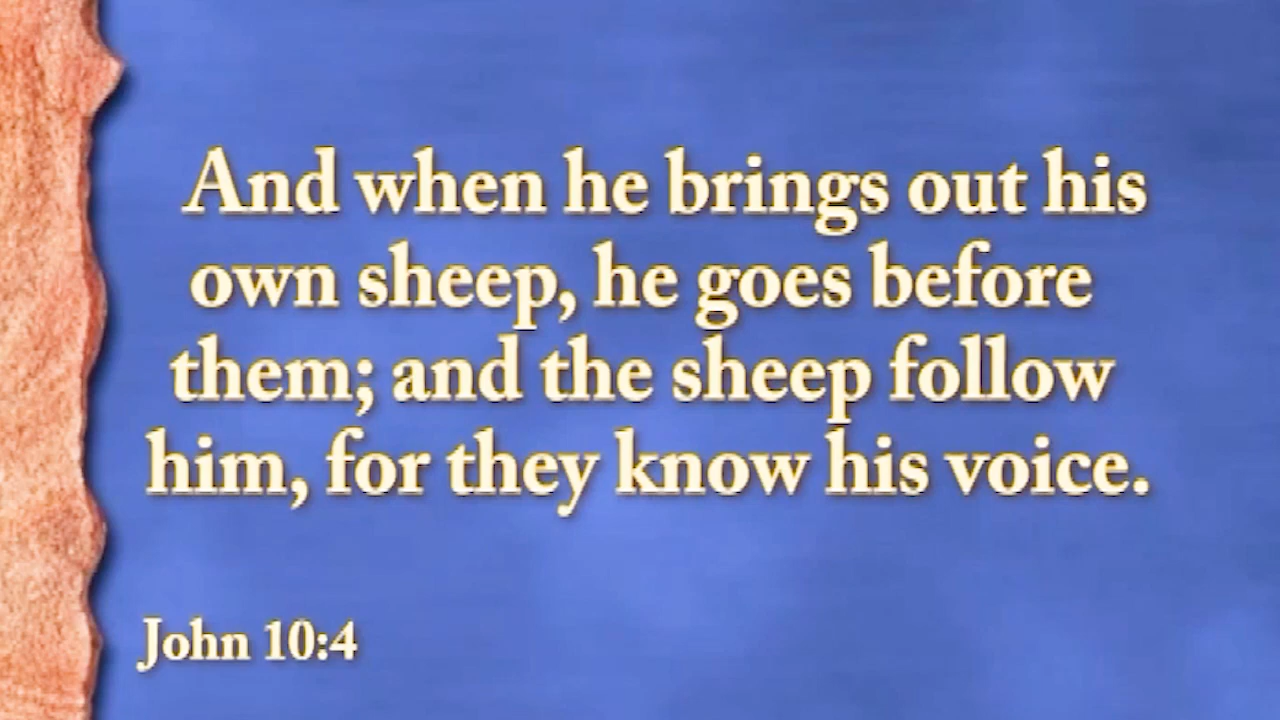 And when he brings out his
own sheep, he goes before
them; and the sheep follow
him, for they know his voice.
John 10:4